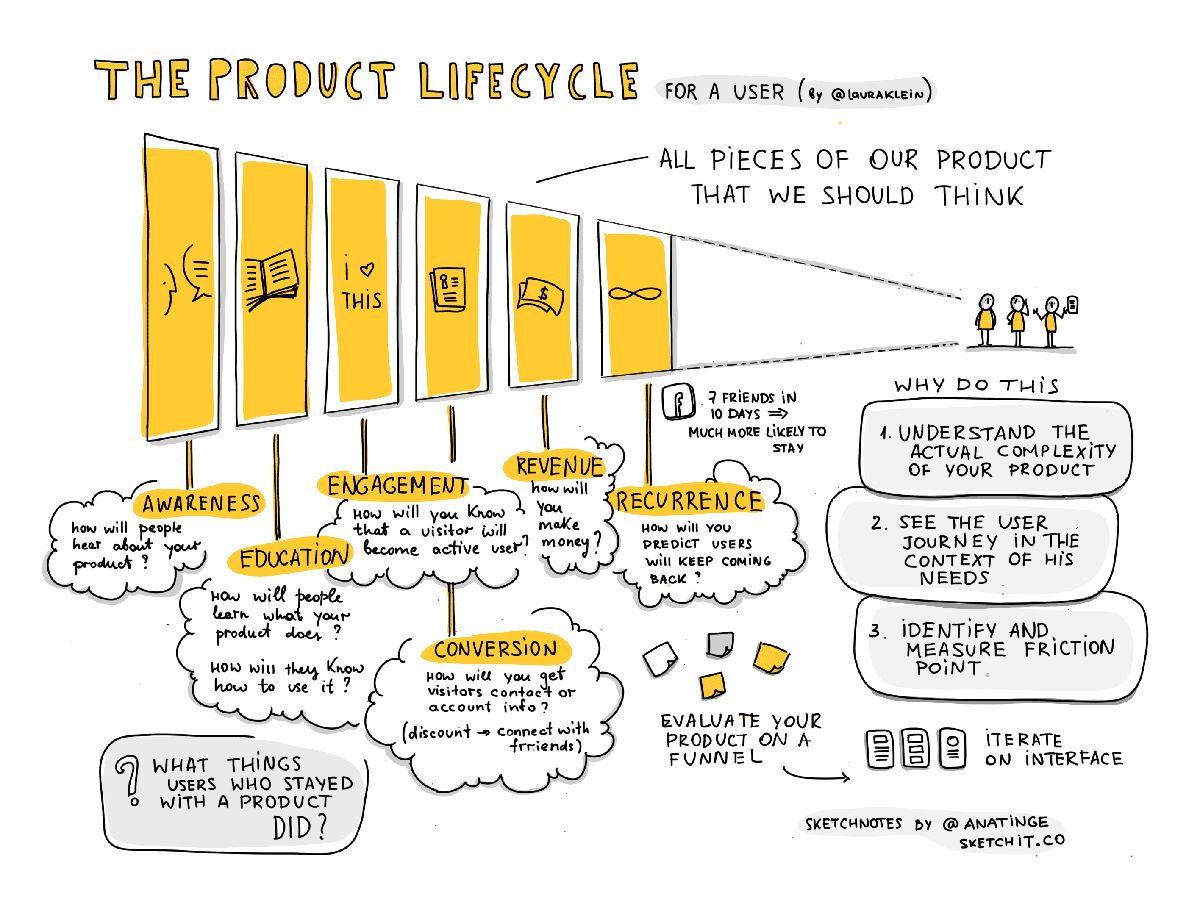 THE PRODUCT LIFECYCLE
FOR A USER (By @LAURAKLEIN)
ALL PIECES OF OUR PRODUCT
THAT WE SHOULD THINK
i ♡
THIS
$
7 FRIENDS IN
10 DAYS ⇒
MUCH MORE LIKELY TO
STAY
AWARENESS
how will people
hear about your
product?
EDUCATION
How will people
learn what your
product does?
How will they know
how to use it?
ENGAGEMENT
How will you know
that a visitor will
become active user?
CONVERSION
How will you get
visitors contact or
account info?
(discount → connect with
frriends)
REVENUE
how will
you
make
money?
RECURRENCE
HOW WILL YOU
PREDICT USERS
WILL KEEP COMING
BACK?
WHY DO THIS
1. UNDERSTAND THE
ACTUAL COMPLEXITY
OF YOUR PRODUCT
2. SEE THE USER
JOURNEY IN THE
CONTEXT OF HIS
NEEDS
3. IDENTIFY AND
MEASURE FRICTION
POINT.
EVALUATE YOUR
PRODUCT ON A
FUNNEL
ITERATE
ON INTERFACE
? WHAT THINGS
USERS WHO STAYED
WITH A PRODUCT
DID?
SKETCHNOTES BY @ANATINGE
SKETCHIT.CO